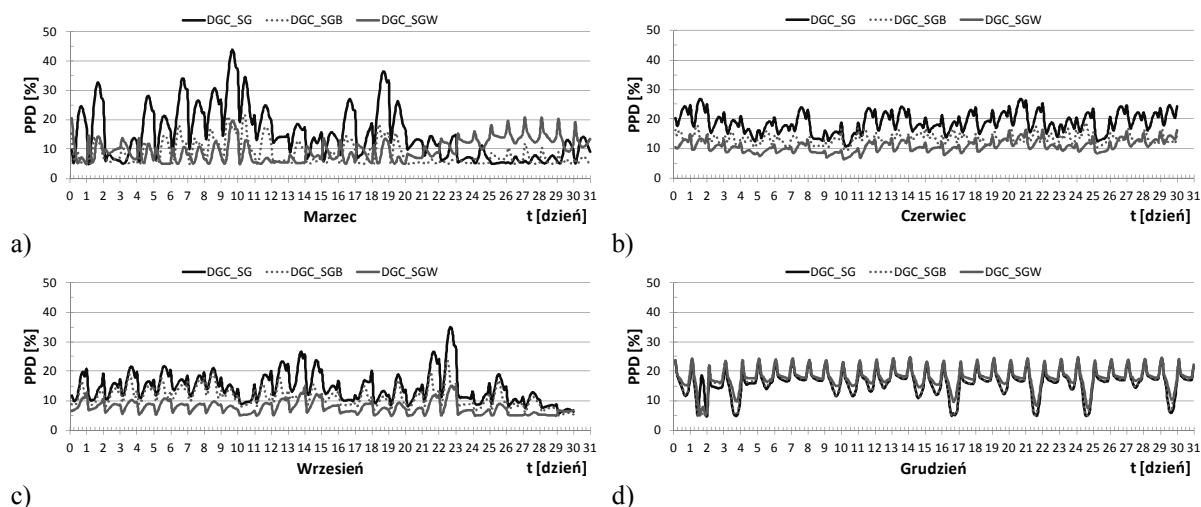 DGC_SG DGC_SGB DGC_SGW
PPD [%]
50
40
30
20
10
0
0 1 2 3 4 5 6 7 8 9 10 11 12 13 14 15 16 17 18 19 20 21 22 23 24 25 26 27 28 29 30 31
Marzec t [dzień]
a)
DGC_SG DGC_SGB DGC_SGW
PPD [%]
50
40
30
20
10
0
0 1 2 3 4 5 6 7 8 9 10 11 12 13 14 15 16 17 18 19 20 21 22 23 24 25 26 27 28 29 30 31
Czerwiec t [dzień]
b)
DGC_SG DGC_SGB DGC_SGW
PPD [%]
50
40
30
20
10
0
0 1 2 3 4 5 6 7 8 9 10 11 12 13 14 15 16 17 18 19 20 21 22 23 24 25 26 27 28 29 30 31
Wrzesień t [dzień]
c)
DGC_SG DGC_SGB DGC_SGW
PPD [%]
50
40
30
20
10
0
0 1 2 3 4 5 6 7 8 9 10 11 12 13 14 15 16 17 18 19 20 21 22 23 24 25 26 27 28 29 30 31
Grudzień t [dzień]
d)